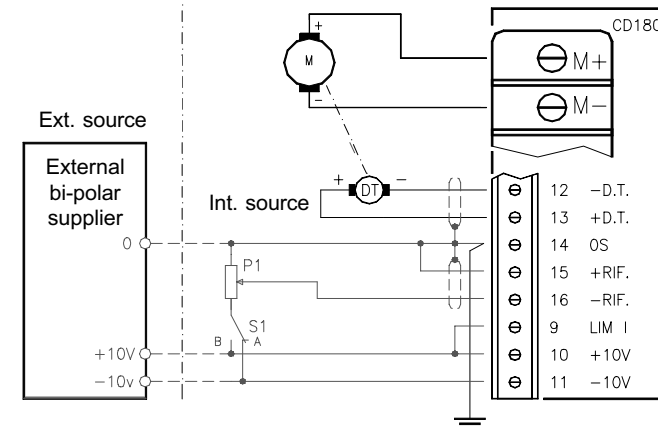 CD180
+
M
M+
-
M-
Ext. source
External
bi-polar
supplier
Int. source
+ DT -
12 -D.T.
13 +D.T.
0
14 0S
P1
15 +RIF.
16 -RIF.
S1
B A
9 LIM I
+10V
10 +10V
-10v
11 -10V